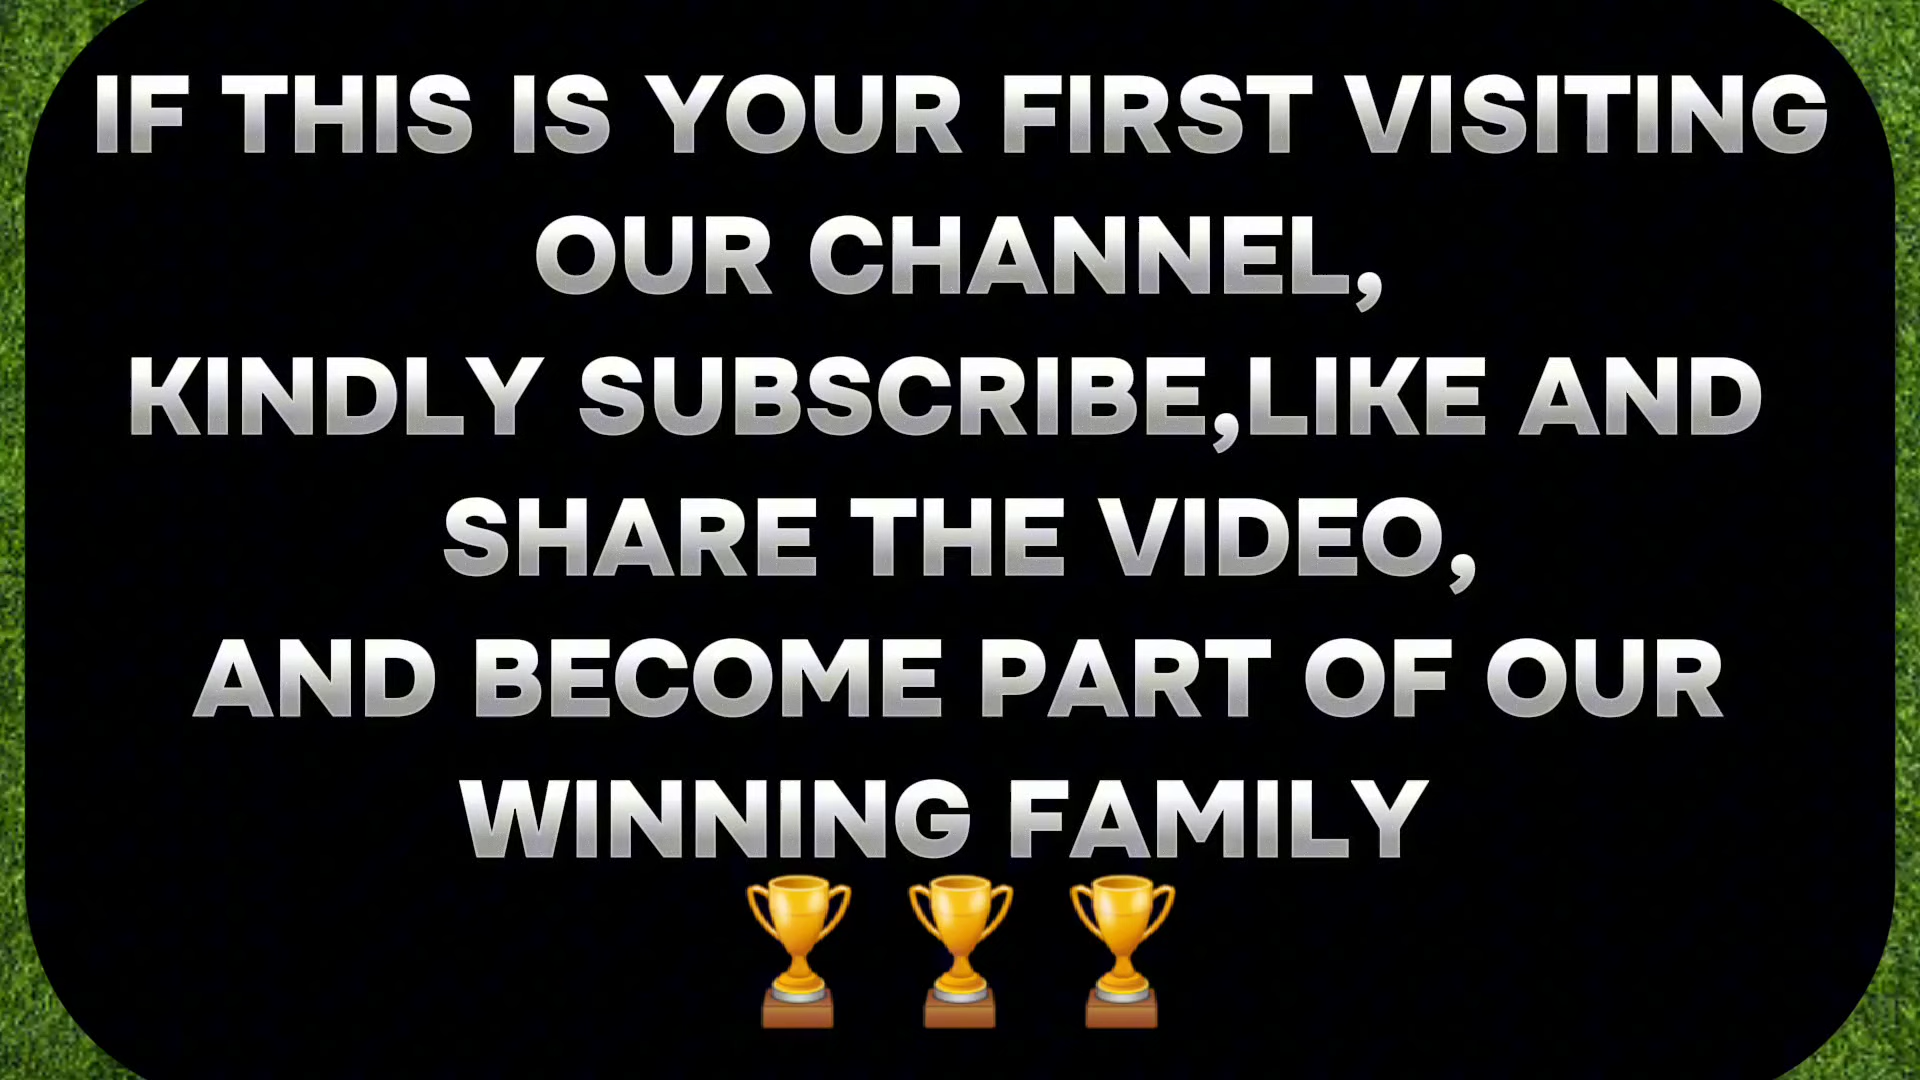 IF THIS IS YOUR FIRST VISITING
OUR CHANNEL,
KINDLY SUBSCRIBE,LIKE AND
SHARE THE VIDEO,
AND BECOME PART OF OUR
WINNING FAMILY